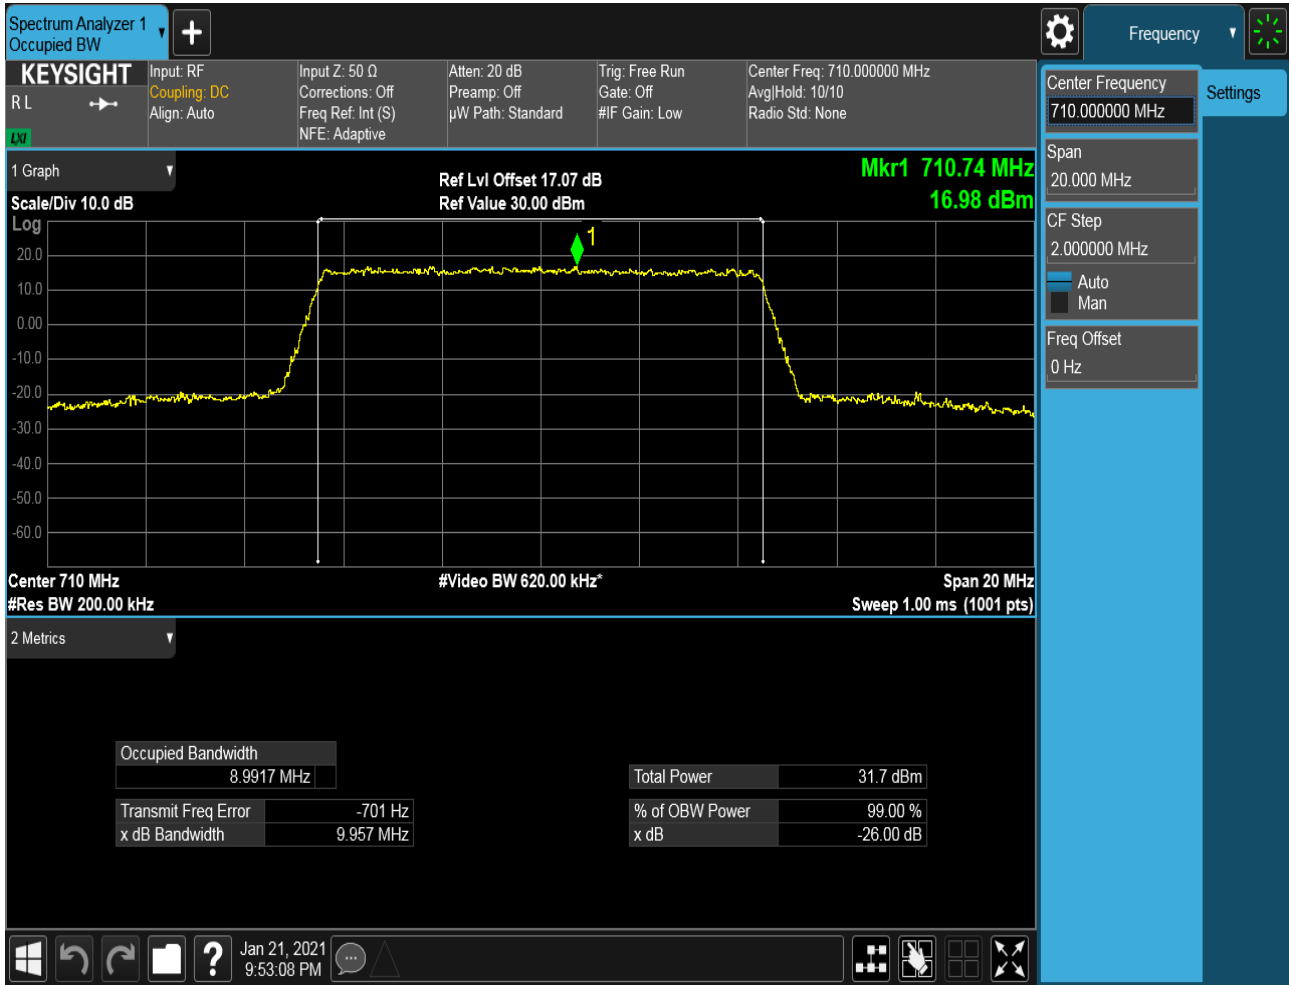 Spectrum Analyzer 1
Occupied BW
Frequency
KEYSIGHT
R L
LXI
Input: RF
Coupling: DC
Align: Auto
Input Z: 50 Ω
Corrections: Off
Freq Ref: Int (S)
NFE: Adaptive
Atten: 20 dB
Preamp: Off
µW Path: Standard
Trig: Free Run
Gate: Off
#IF Gain: Low
Center Freq: 710.000000 MHz
Avg|Hold: 10/10
Radio Std: None
Center Frequency
710.000000 MHz
Settings
Span
20.000 MHz
CF Step
2.000000 MHz
Auto
Man
Freq Offset
0 Hz
1 Graph
Scale/Div 10.0 dB
Ref Lvl Offset 17.07 dB
Ref Value 30.00 dBm
Mkr1 710.74 MHz
16.98 dBm
Log
1
20.0
10.0
0.00
-10.0
-20.0
-30.0
-40.0
-50.0
-60.0
Center 710 MHz
#Video BW 620.00 kHz*
Span 20 MHz
#Res BW 200.00 kHz
Sweep 1.00 ms (1001 pts)
2 Metrics
Occupied Bandwidth
8.9917 MHz
Total Power 31.7 dBm
Transmit Freq Error -701 Hz
% of OBW Power 99.00 %
x dB Bandwidth 9.957 MHz
x dB -26.00 dB
?
Jan 21, 2021
9:53:08 PM